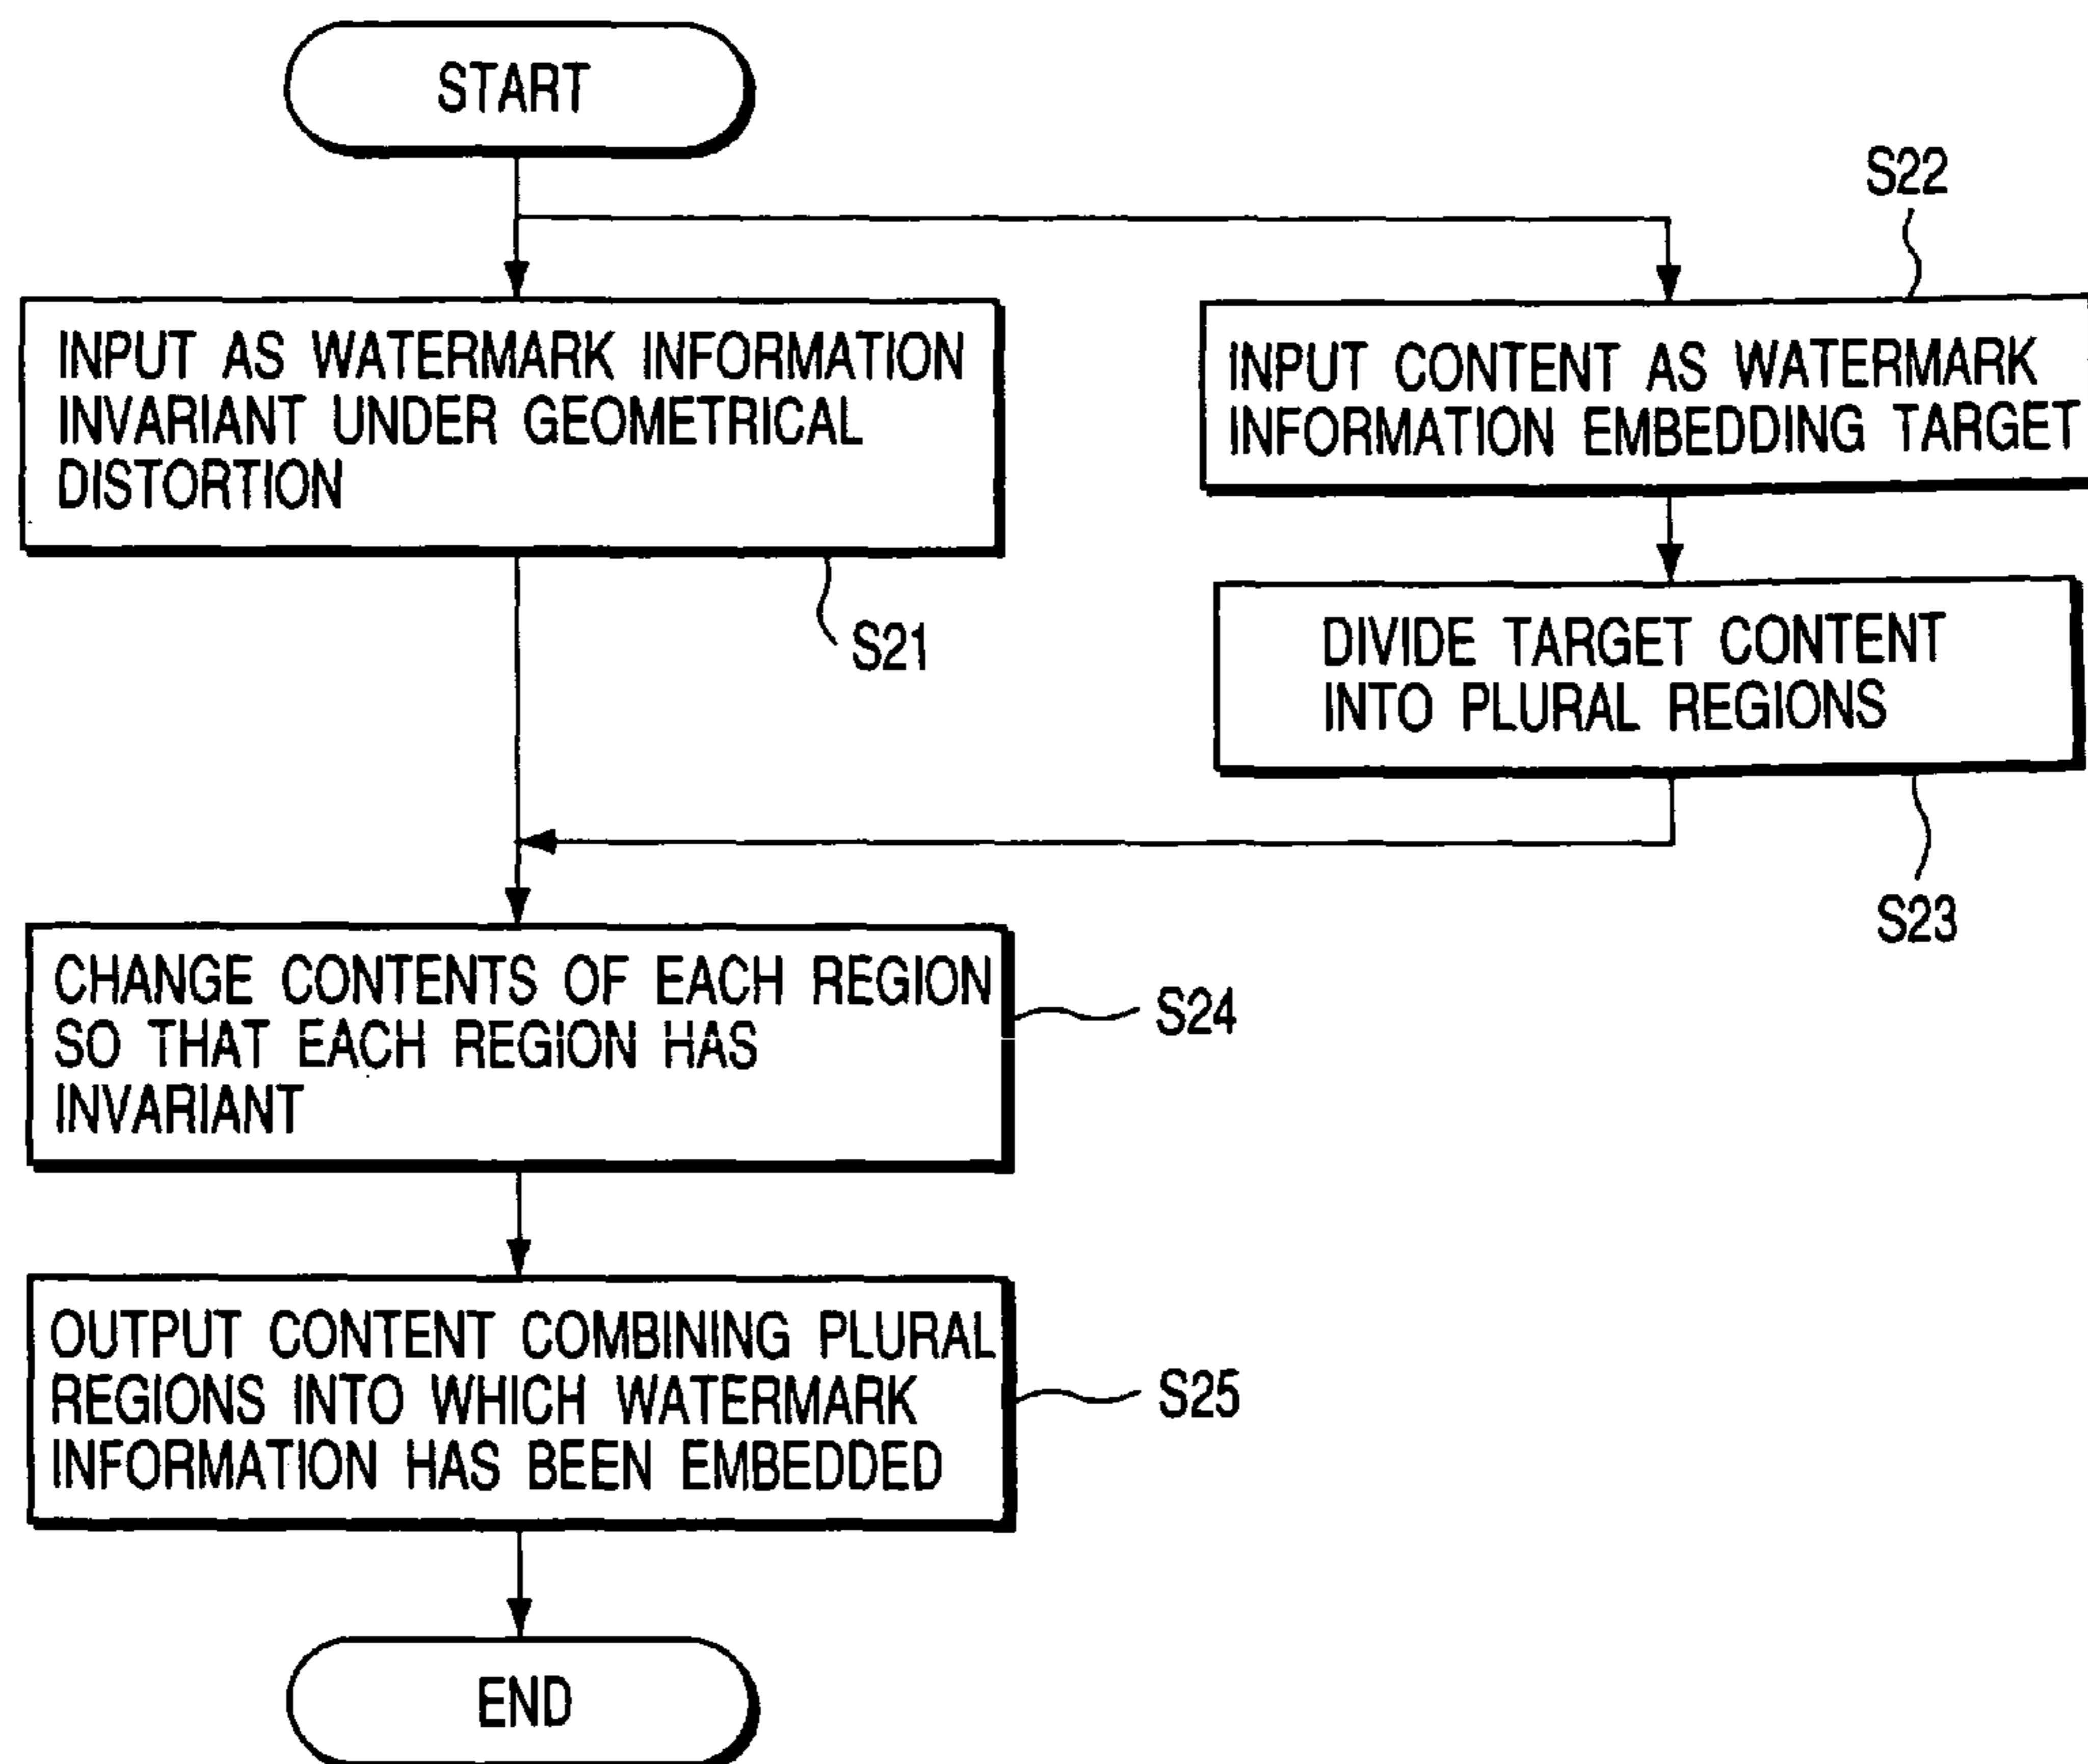 START
S22
INPUT AS WATERMARK INFORMATION
INVARIANT UNDER GEOMETRICAL
DISTORTION
S21
INPUT CONTENT AS WATERMARK
INFORMATION EMBEDDING TARGET
DIVIDE TARGET CONTENT
INTO PLURAL REGIONS
S23
CHANGE CONTENTS OF EACH REGION
SO THAT EACH REGION HAS
INVARIANT
S24
OUTPUT CONTENT COMBINING PLURAL
REGIONS INTO WHICH WATERMARK
INFORMATION HAS BEEN EMBEDDED
S25
END